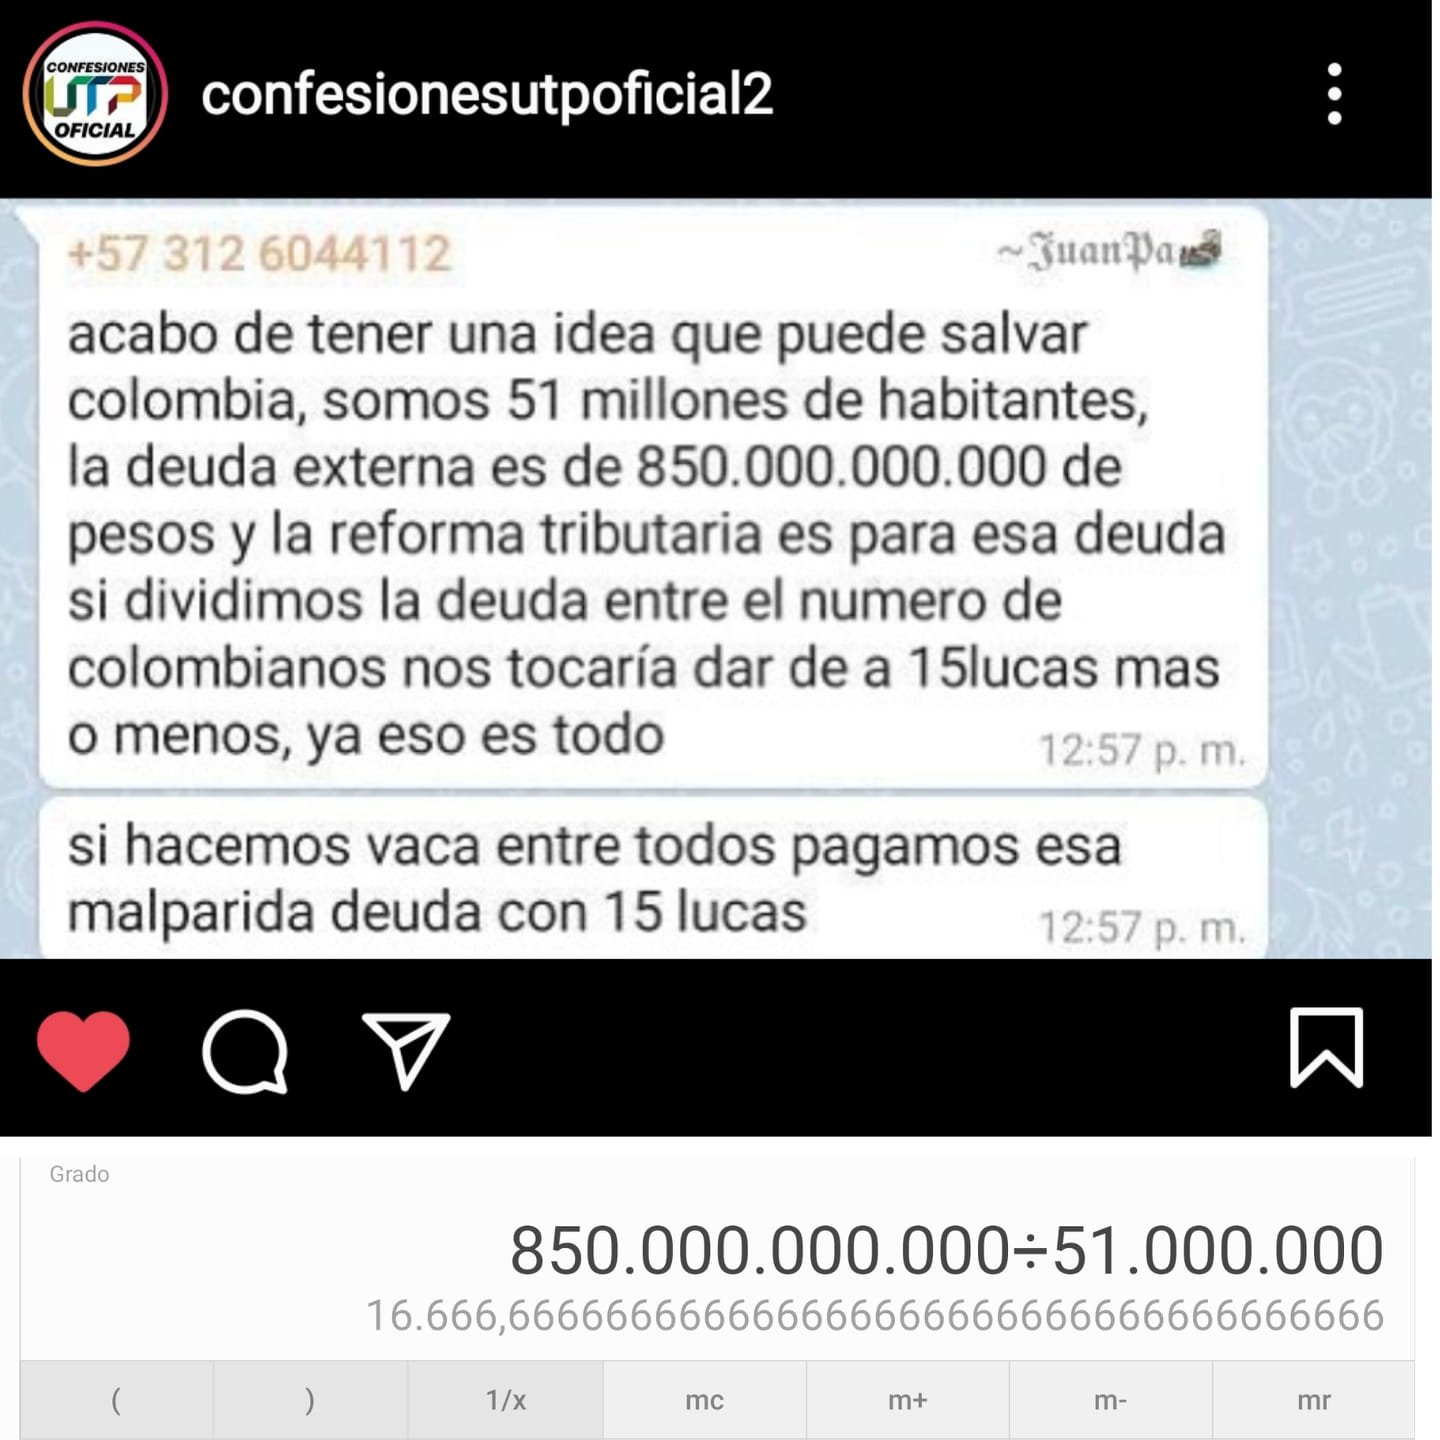 CONFESIONES
UTP
OFICIAL
confesionesutpoficial2
+57 312 6044112
~𝕵𝖚𝖆𝖓𝕻𝖆
acabo de tener una idea que puede salvar
colombia, somos 51 millones de habitantes,
la deuda externa es de 850.000.000.000 de
pesos y la reforma tributaria es para esa deuda
si dividimos la deuda entre el numero de
colombianos nos tocaría dar de a 15lucas mas
o menos, ya eso es todo
12:57 p. m.
si hacemos vaca entre todos pagamos esa
malparida deuda con 15 lucas
12:57 p. m.
Grado
850.000.000.000÷51.000.000
16.666,666666666666666666666666666666666666
( ) 1/x mc m+ m- mr